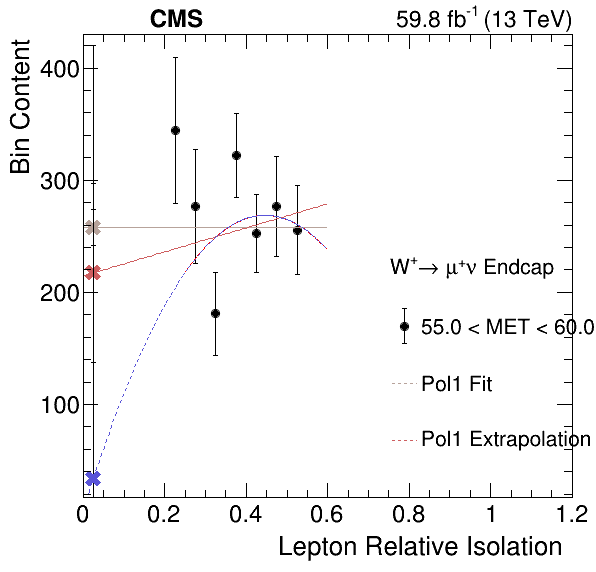 CMS 59.8 fb⁻¹ (13 TeV)
Bin Content
400
300
200
100
W⁺→ μ⁺ν Endcap
55.0 < MET < 60.0
Pol1 Fit
Pol1 Extrapolation
0 0.2 0.4 0.6 0.8 1 1.2
Lepton Relative Isolation